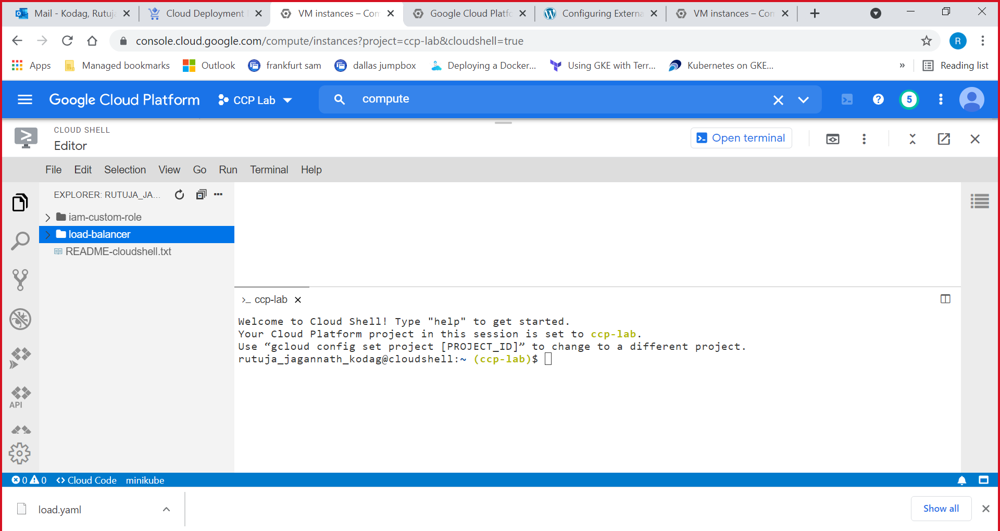 Mail - Kodag, Rutuja
Cloud Deployment
VM instances – Com
Google Cloud Platfo
Configuring Externa
VM instances – Com
console.cloud.google.com/compute/instances?project=ccp-lab&cloudshell=true
R
Apps
Managed bookmarks
Outlook
frankfurt sam
dallas jumpbox
Deploying a Docker...
Using GKE with Terr...
Kubernetes on GKE...
»
Reading list
Google Cloud Platform
CCP Lab
compute
5
CLOUD SHELL
Editor
Open terminal
File Edit Selection View Go Run Terminal Help
EXPLORER: RUTUJA_JA...
iam-custom-role
load-balancer
README-cloudshell.txt
API
>_ ccp-lab
Welcome to Cloud Shell! Type "help" to get started.
Your Cloud Platform project in this session is set to ccp-lab.
Use “gcloud config set project [PROJECT_ID]” to change to a different project.
rutuja_jagannath_kodag@cloudshell:~ (ccp-lab)$
0 0 <> Cloud Code minikube
load.yaml
Show all